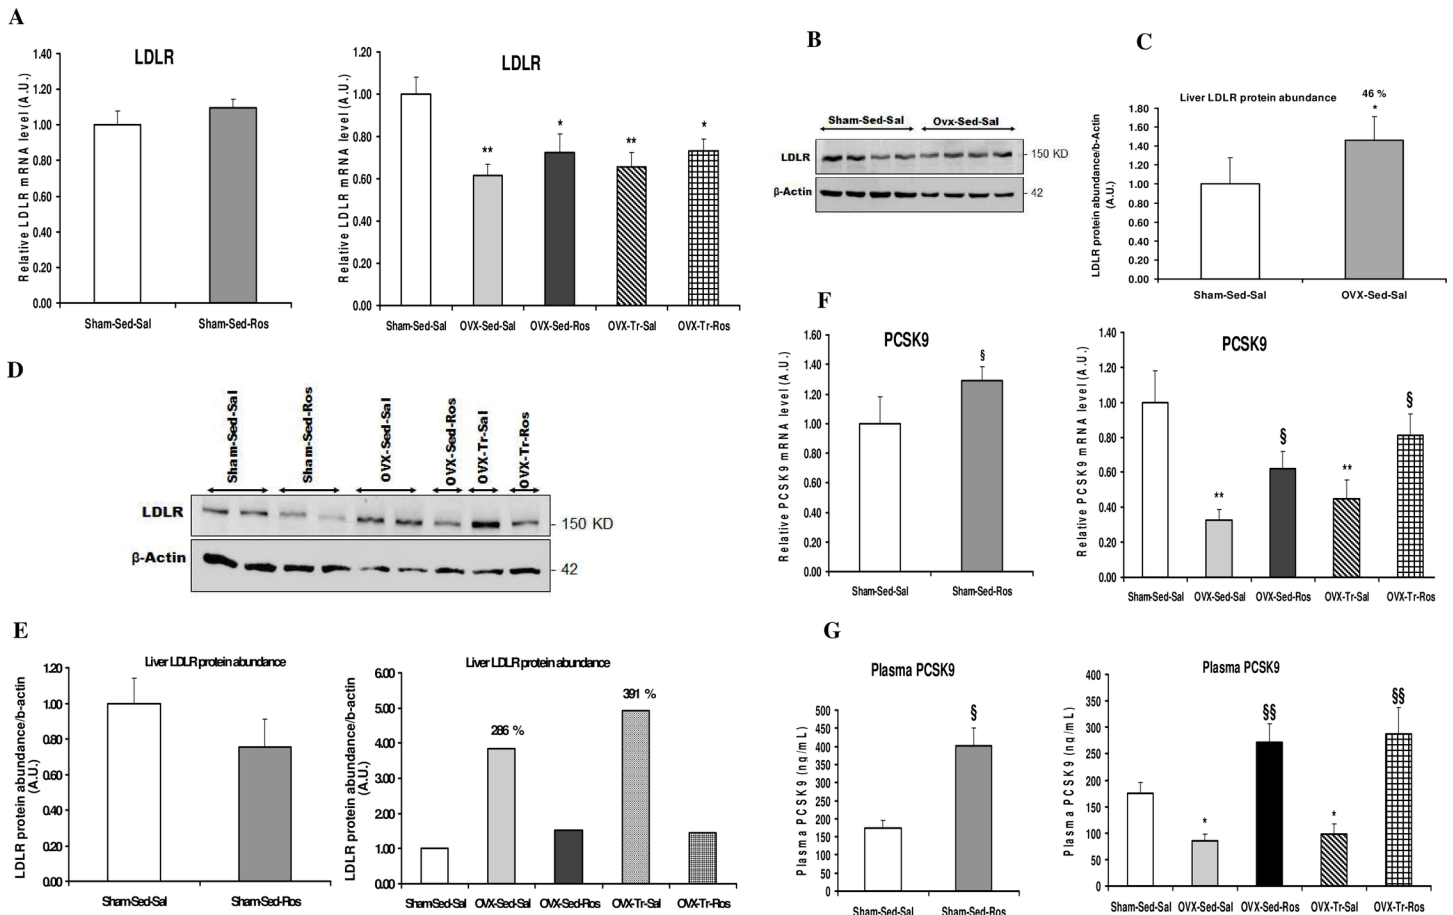 A
LDLR
Relative LDLR mRNA level (A.U.)
1.40
1.20
1.00
0.80
0.60
0.40
0.20
0.00
Sham-Sed-Sal
Sham-Sed-Ros
LDLR
Relative LDLR mRNA level (A.U.)
1.20
1.00
0.80
0.60
0.40
0.20
0.00
**
*
**
*
Sham-Sed-Sal
OVX-Sed-Sal
OVX-Sed-Ros
OVX-Tr-Sal
OVX-Tr-Ros
B
Sham-Sed-Sal
Ovx-Sed-Sal
LDLR
- 150 KD
β-Actin
- 42
C
Liver LDLR protein abundance
46 %
*
LDLR protein abundance/b-Actin
(A.U.)
1.80
1.60
1.40
1.20
1.00
0.80
0.60
0.40
0.20
0.00
Sham-Sed-Sal
OVX-Sed-Sal
D
Sham-Sed-Sal
Sham-Sed-Ros
OVX-Sed-Sal
OVX-Sed-Ros
OVX-Tr-Sal
OVX-Tr-Ros
LDLR
- 150 KD
β-Actin
- 42
E
Liver LDLR protein abundance
LDLR protein abundance/b-actin
(A.U.)
1.20
1.00
0.80
0.60
0.40
0.20
0.00
Sham-Sed-Sal
Sham-Sed-Ros
Liver LDLR protein abundance
LDLR protein abundance/b-actin
(A.U.)
6.00
5.00
4.00
3.00
2.00
1.00
0.00
286 %
391 %
Sham-Sed-Sal
OVX-Sed-Sal
OVX-Sed-Ros
OVX-Tr-Sal
OVX-Tr-Ros
F
PCSK9
Relative PCSK9 mRNA level (A.U.)
1.60
1.40
1.20
1.00
0.80
0.60
0.40
0.20
0.00
§
Sham-Sed-Sal
Sham-Sed-Ros
PCSK9
Relative PCSK9 mRNA level (A.U.)
1.40
1.20
1.00
0.80
0.60
0.40
0.20
0.00
**
§
**
§
Sham-Sed-Sal
OVX-Sed-Sal
OVX-Sed-Ros
OVX-Tr-Sal
OVX-Tr-Ros
G
Plasma PCSK9
Plasma PCSK9 (ng/mL)
500
450
400
350
300
250
200
150
100
50
0
§
Sham-Sed-Sal
Sham-Sed-Ros
Plasma PCSK9
Plasma PCSK9 (ng/mL)
400
350
300
250
200
150
100
50
0
*
§§
*
§§
Sham-Sed-Sal
OVX-Sed-Sal
OVX-Sed-Ros
OVX-Tr-Sal
OVX-Tr-Ros